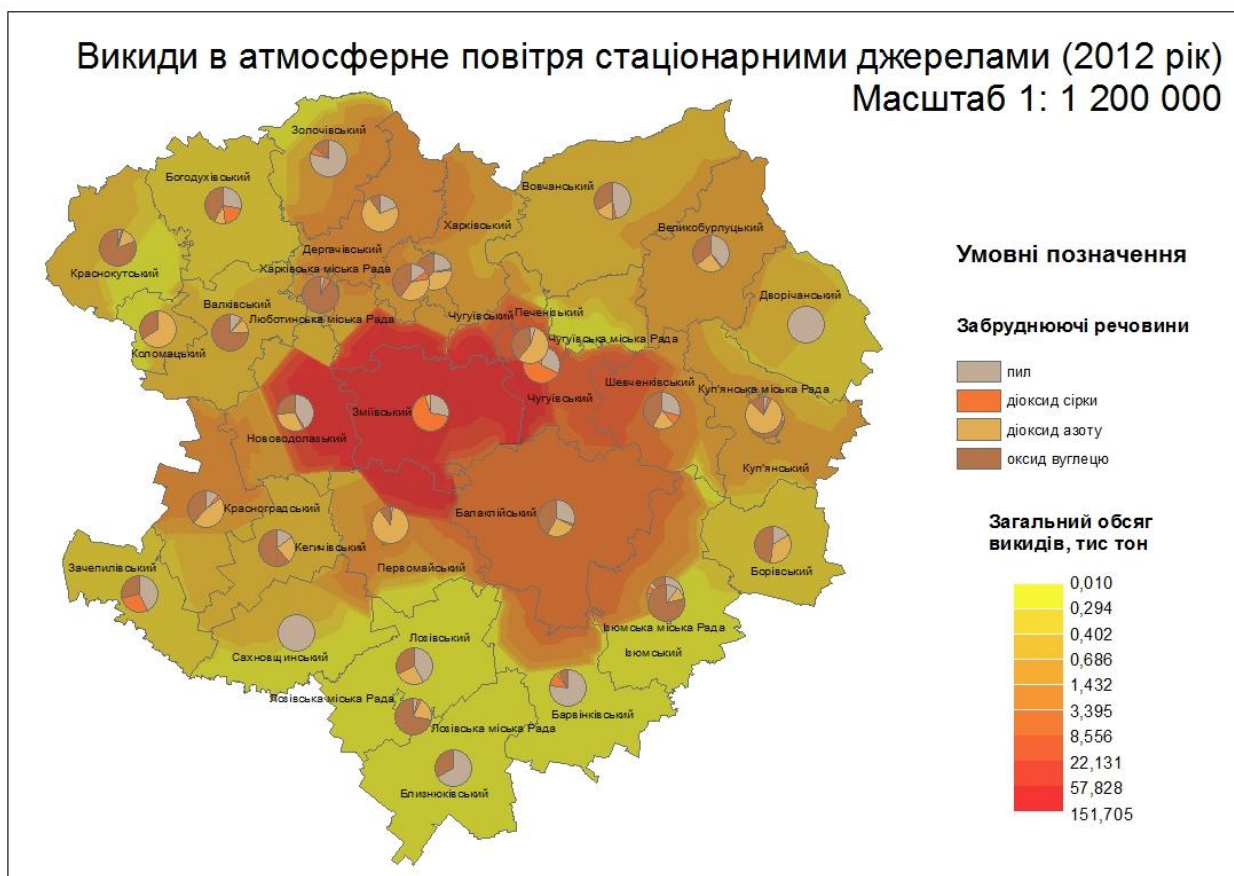 Викиди в атмосферне повітря стаціонарними джерелами (2012 рік)
Масштаб 1: 1 200 000
Золочівський
Богодухівський
Вовчанський
Харківський
Великобурлуцький
Дергачівський
Краснокутський
Харківська міська Рада
Дворічанський
Валківський
Люботинська міська Рада
Чугуївський
Печенізький
Чугуївська міська Рада
Коломацький
Шевченківський
Куп'янська міська Рада
Зміївський
Чугуївський
Нововодолазький
Куп'янський
Красноградський
Балаклійський
Кегичівський
Зачепилівський
Первомайський
Борівський
Ізюмська міська Рада
Лозівський
Сахновщинський
Ізюмський
Лозівська міська Рада
Барвінківський
Лозівська міська Рада
Близнюківський
Умовні позначення
Забруднюючі речовини
пил
діоксид сірки
діоксид азоту
оксид вуглецю
Загальний обсяг
викидів, тис тон
0,010
0,294
0,402
0,686
1,432
3,395
8,556
22,131
57,828
151,705